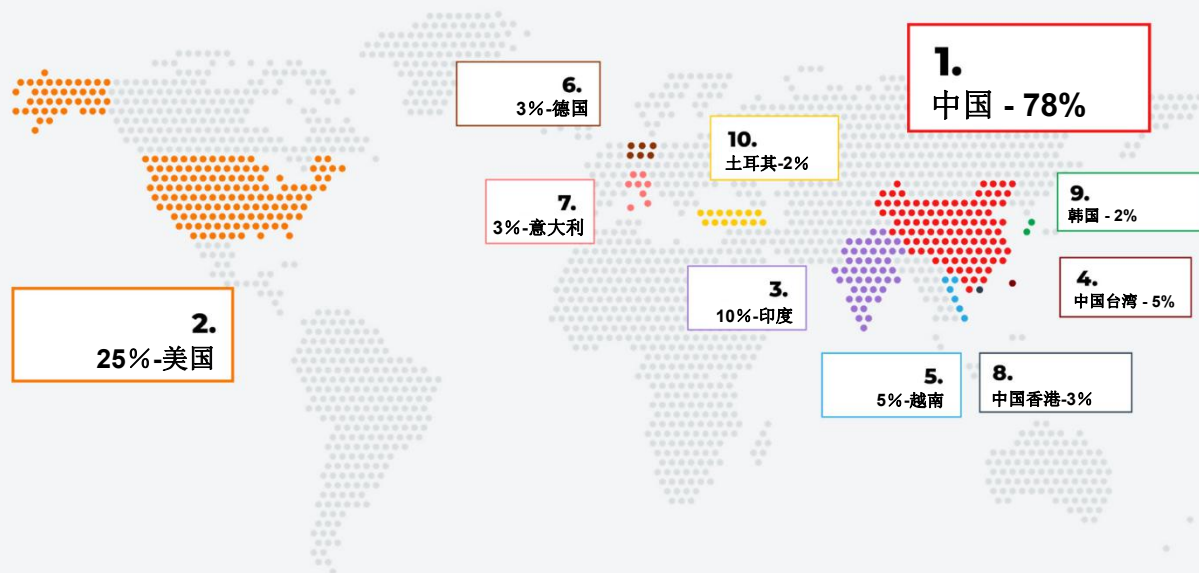 1.
中国 - 78%
2.
25%-美国
3.
10%-印度
4.
中国台湾 - 5%
5.
5%-越南
6.
3%-德国
7.
3%-意大利
8.
中国香港-3%
9.
韩国 - 2%
10.
土耳其-2%